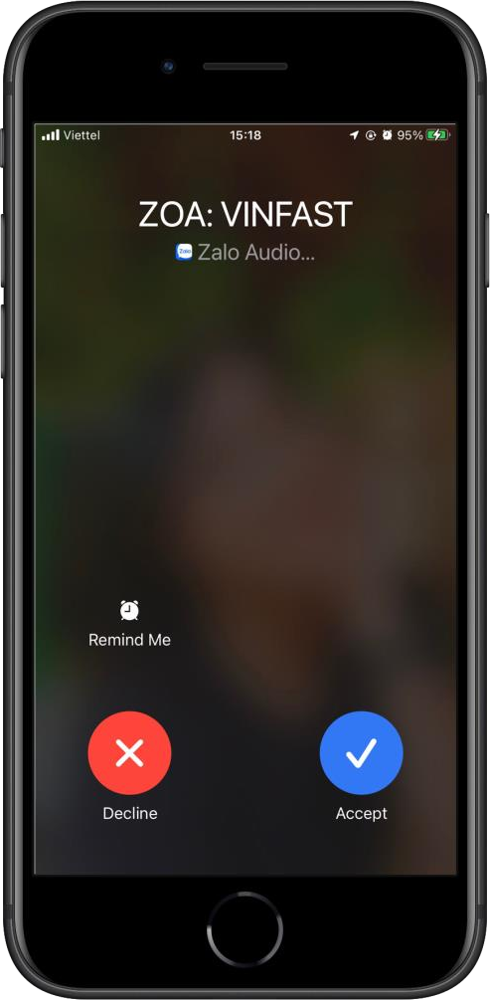 Viettel 15:18 95%
ZOA: VINFAST
Zalo Zalo Audio...
Remind Me
Decline
Accept